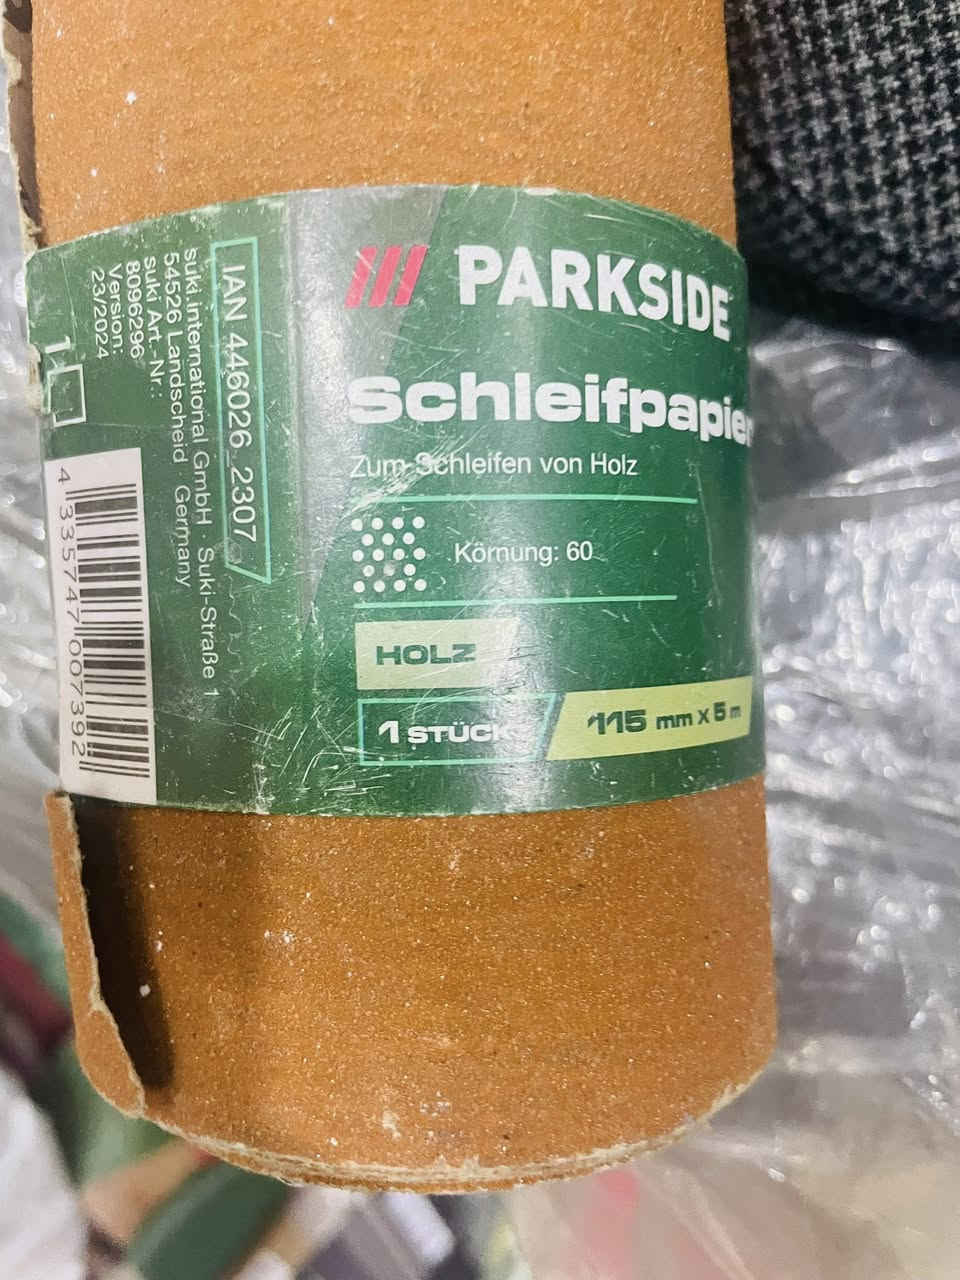 PARKSIDE
Schleifpapier
Zum Schleifen von Holz
Körnung: 60
HOLZ
1 STÜCK
115 mm x 5 m
IAN 446026_2307
suki.international GmbH · Suki-Straße 1
54526 Landscheid Germany
suki Art.-Nr.:
8096296
Version:
23/2024
1
4 335747 007392